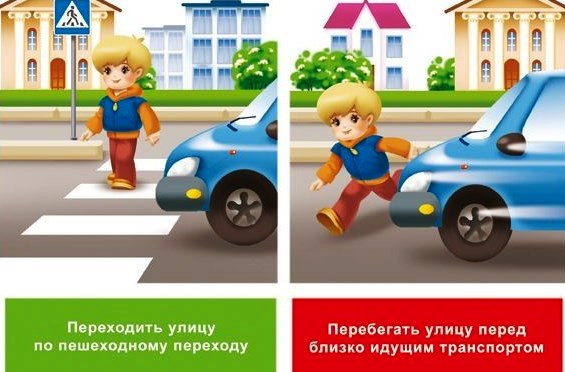 Переходить улицу
по пешеходному переходу
Перебегать улицу перед
близко идущим транспортом